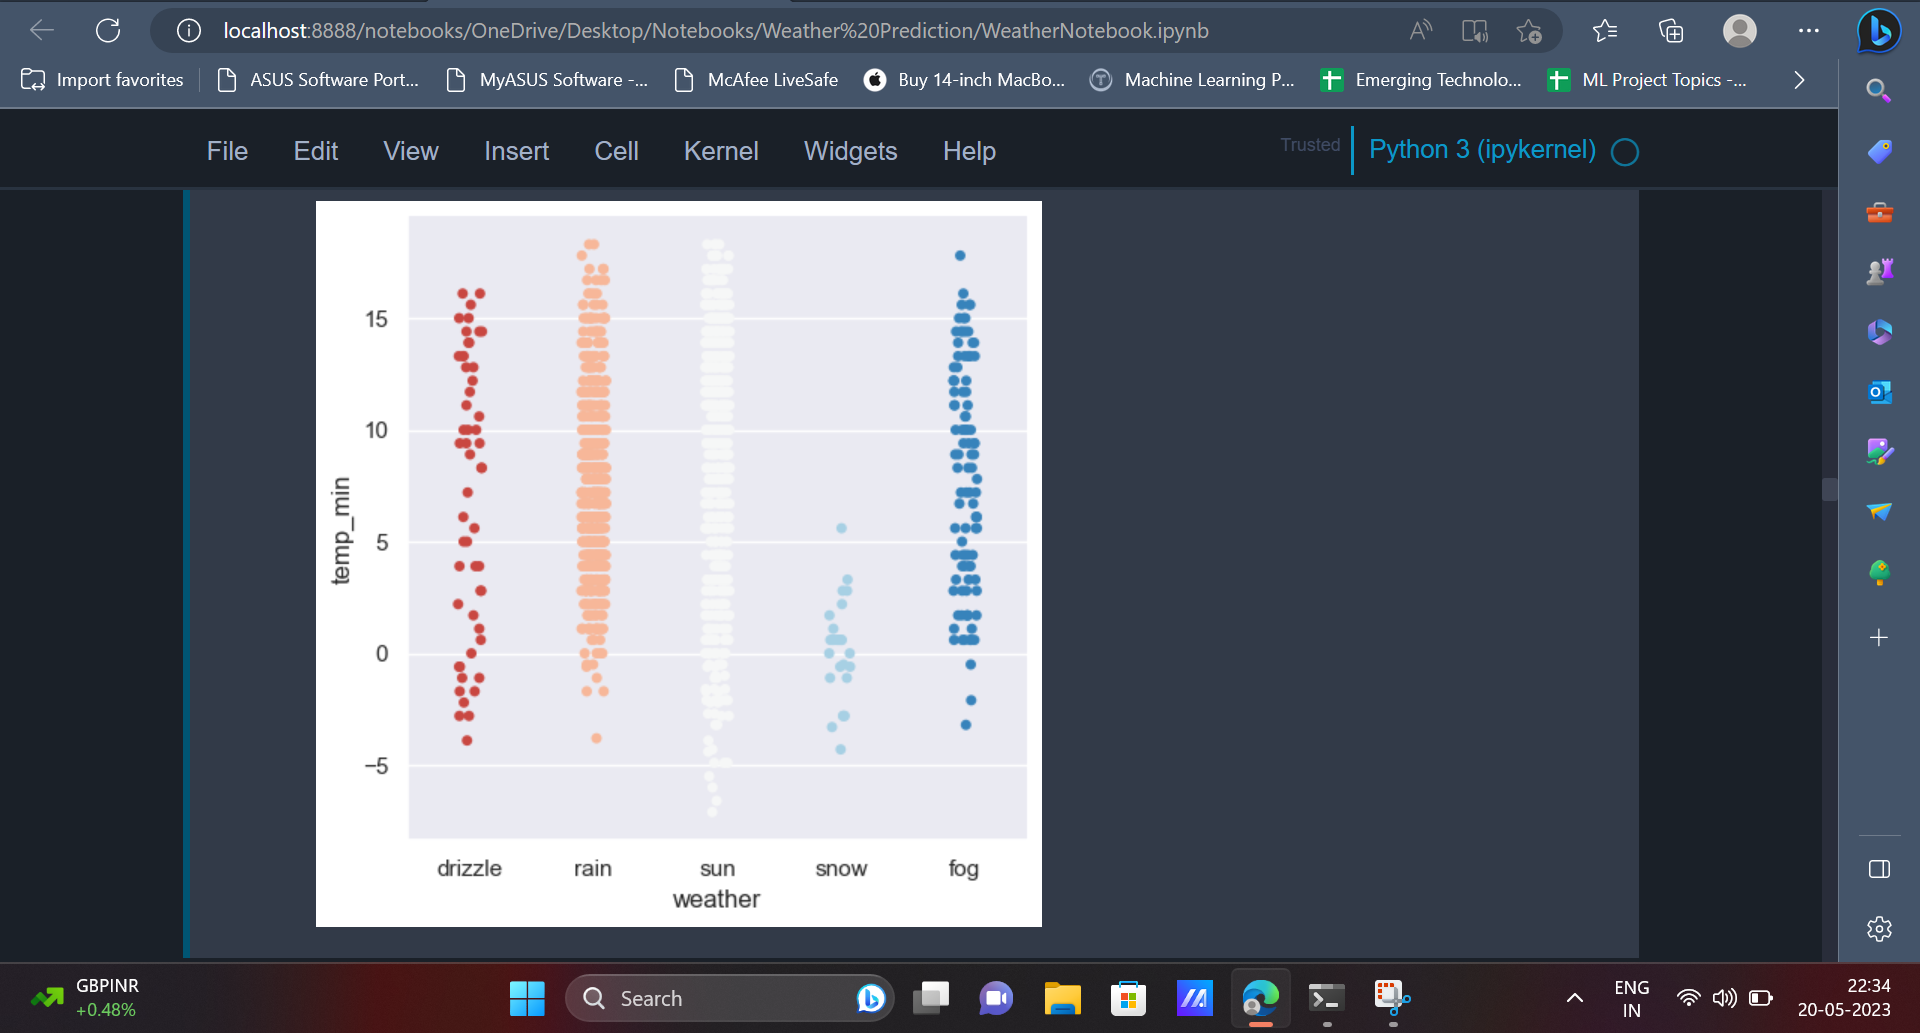 localhost:8888/notebooks/OneDrive/Desktop/Notebooks/Weather%20Prediction/WeatherNotebook.ipynb
Import favorites ASUS Software Port... MyASUS Software -... McAfee LiveSafe Buy 14-inch MacBo... Machine Learning P... Emerging Technolo... ML Project Topics -...
File Edit View Insert Cell Kernel Widgets Help Trusted Python 3 (ipykernel)
15
10
5
0
−5
temp_min
drizzle rain sun snow fog
weather
GBPINR
+0.48%
Search
ENG
IN
22:34
20-05-2023